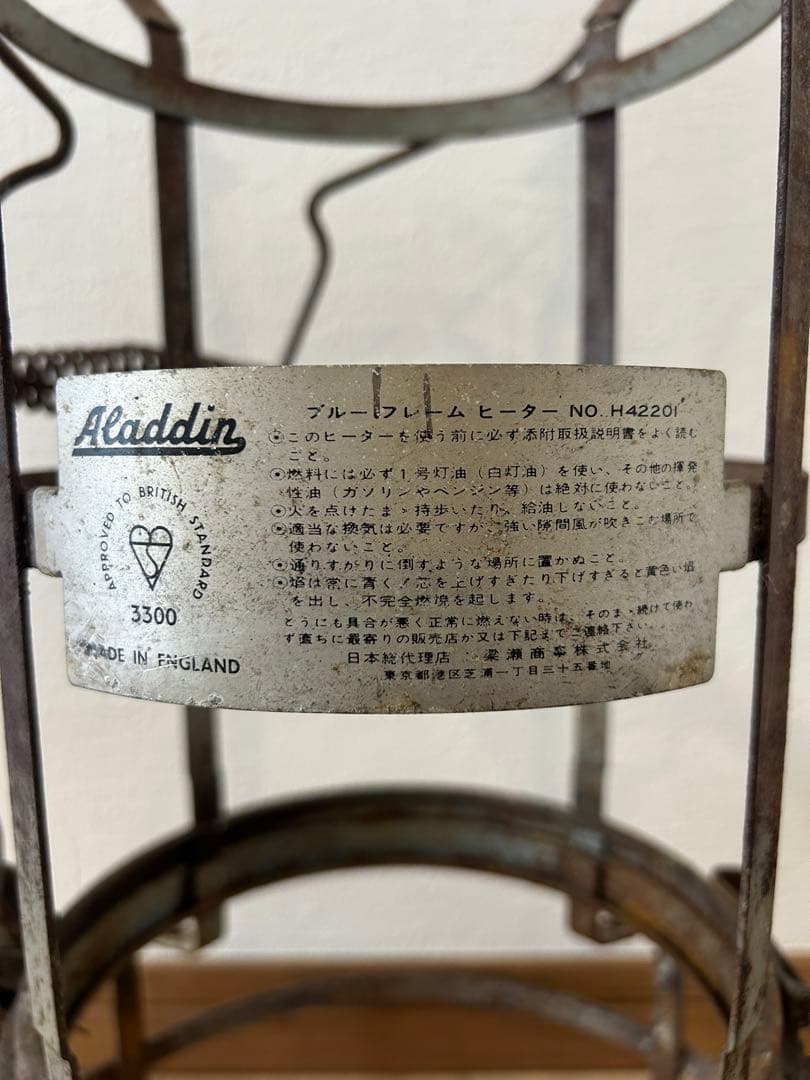 Aladdin
APPROVED TO BRITISH STANDARD
3300
MADE IN ENGLAND
ブルーフレーム ヒーター NO. H42201
◉このヒーターを使う前に必ず添附取扱説明書をよく読む
こと。
◉燃料には必ず1号灯油(白灯油)を使い、その他の揮発
性油(ガソリンやベンジン等)は絶対に使わないこと。
◉火を点けたまゝ持歩いたり、給油しないこと。
◉適当な換気は必要ですが、強い隙間風が吹きこむ場所で
使わないこと。
◉通りすがりに倒すような場所に置かぬこと。
◉焰は常に青く!芯を上げすぎたり下げすぎると黄色い焰
を出し、不完全燃焼を起します。
とうにも具合が悪く正常に燃えない時は、そのまゝ続けて使わ
ず直ちに最寄りの販売店か又は下記えでご連絡下さい。
日本総代理店 梁瀬商事株式会社
東京都港区芝浦一丁目三十五番地